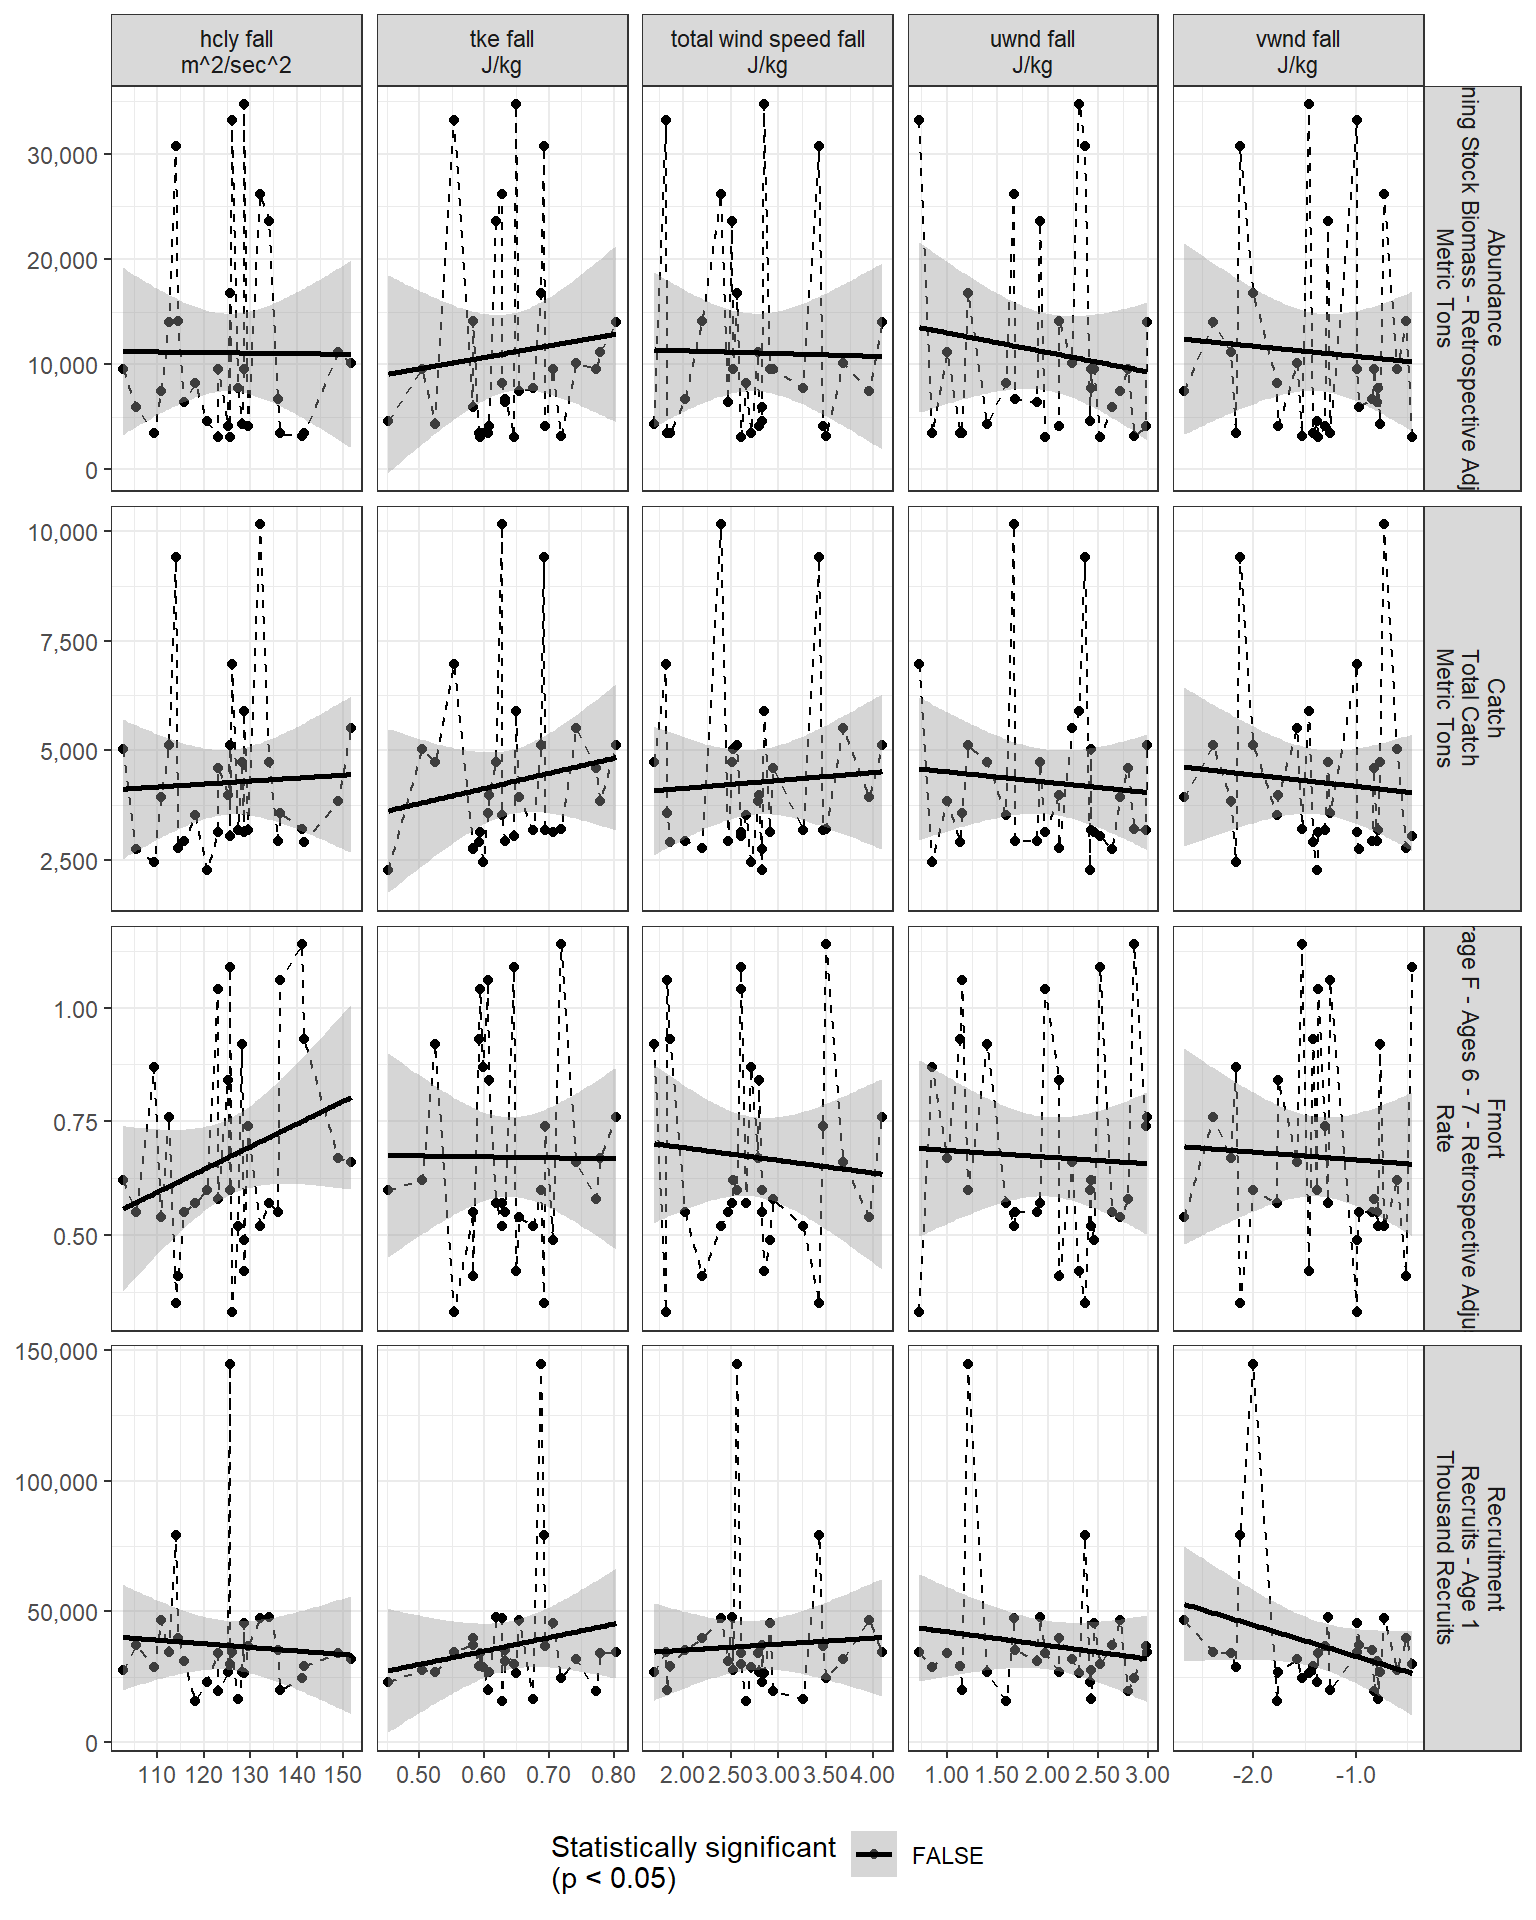 hcly fall
m^2/sec^2
tke fall
J/kg
total wind speed fall
J/kg
uwnd fall
J/kg
vwnd fall
J/kg
30,000
20,000
10,000
0
Abundance
ning Stock Biomass - Retrospective Adj
Metric Tons
10,000
7,500
5,000
2,500
Catch
Total Catch
Metric Tons
1.00
0.75
0.50
Fmort
rage F - Ages 6 - 7 - Retrospective Adju
Rate
150,000
100,000
50,000
0
Recruitment
Recruits - Age 1
Thousand Recruits
110 120 130 140 150
0.50 0.60 0.70 0.80
2.00 2.50 3.00 3.50 4.00
1.00 1.50 2.00 2.50 3.00
-2.0 -1.0
Statistically significant
(p < 0.05)
FALSE